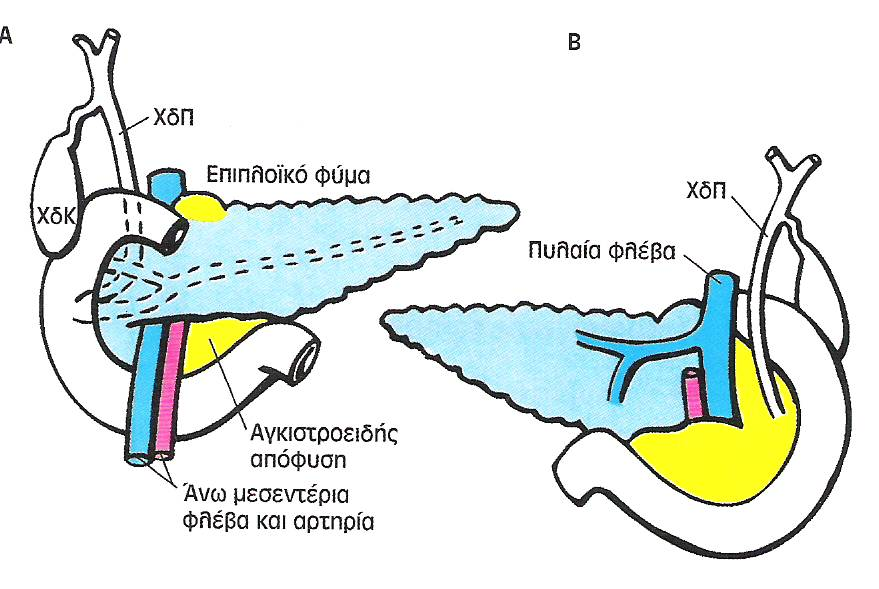 A
B
ΧδΠ
Επιπλοϊκό φύμα
ΧδΚ
ΧδΠ
Πυλαία φλέβα
Αγκιστροειδής
απόφυση
Άνω μεσεντέρια
φλέβα και αρτηρία